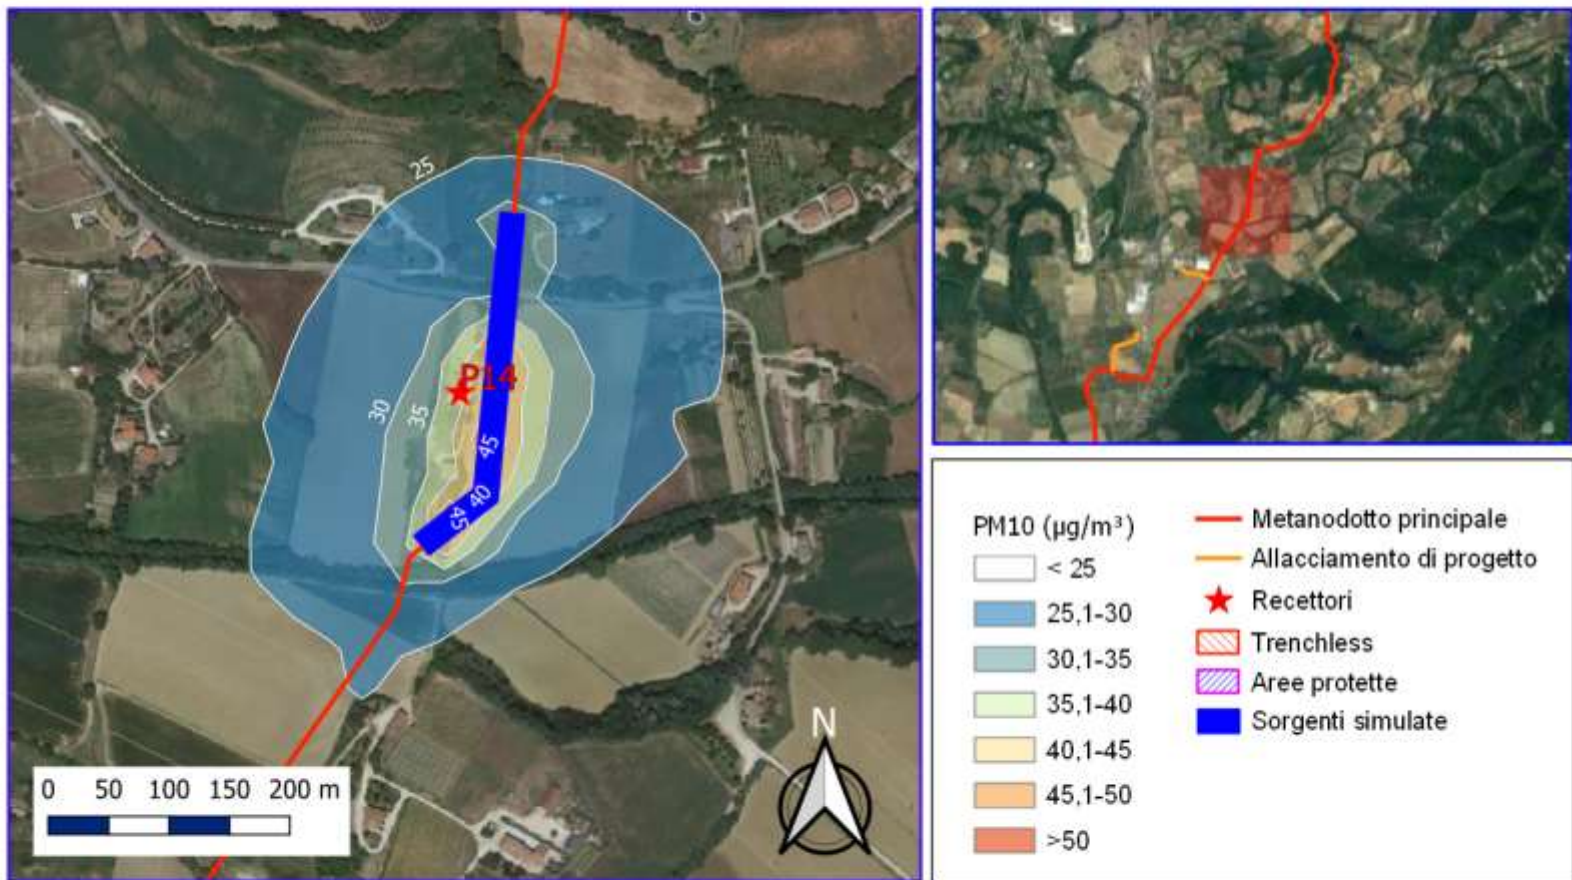 25
P14
30
35
45
40
45
N
0 50 100 150 200 m
PM10 (µg/m³)
< 25
25,1-30
30,1-35
35,1-40
40,1-45
45,1-50
>50
Metanodotto principale
Allacciamento di progetto
Recettori
Trenchless
Aree protette
Sorgenti simulate